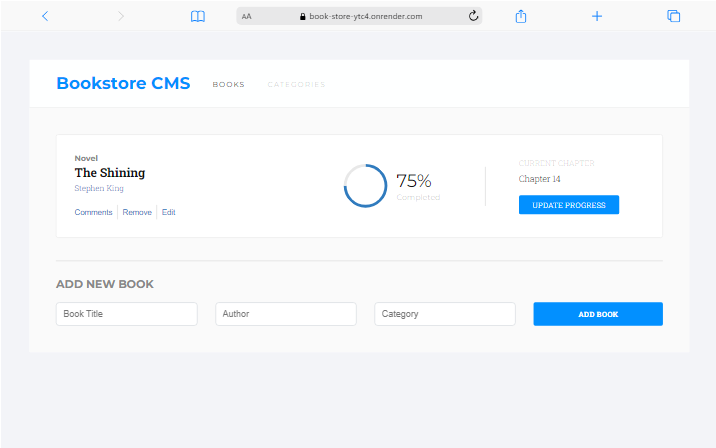 AA book-store-ytc4.onrender.com
Bookstore CMS BOOKS CATEGORIES
Novel
The Shining
Stephen King
Comments Remove Edit
75%
Completed
CURRENT CHAPTER
Chapter 14
UPDATE PROGRESS
ADD NEW BOOK
Book Title Author Category ADD BOOK